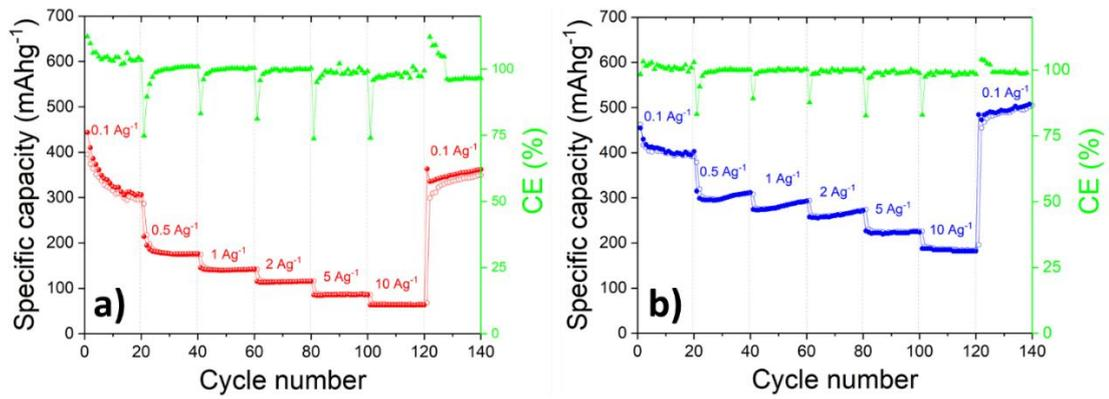 700
600
500
400
300
200
100
0
Specific capacity (mAhg⁻¹)
0.1 Ag⁻¹
0.5 Ag⁻¹
1 Ag⁻¹
2 Ag⁻¹
5 Ag⁻¹
10 Ag⁻¹
0.1 Ag⁻¹
a)
100
75
50
25
0
CE (%)
0 20 40 60 80 100 120 140
Cycle number
700
600
500
400
300
200
100
0
Specific capacity (mAhg⁻¹)
0.1 Ag⁻¹
0.5 Ag⁻¹
1 Ag⁻¹
2 Ag⁻¹
5 Ag⁻¹
10 Ag⁻¹
0.1 Ag⁻¹
b)
100
75
50
25
0
CE (%)
0 20 40 60 80 100 120 140
Cycle number